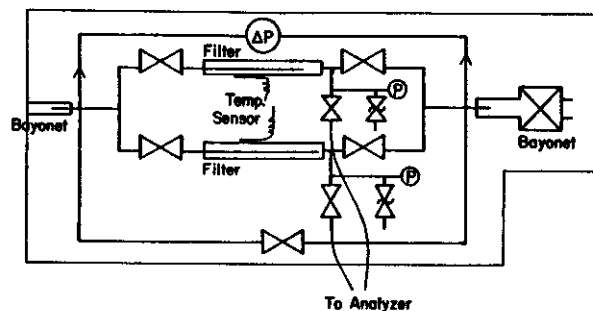 ΔP
Filter
P
Temp.
Sensor
Bayonet
Bayonet
Filter
P
To Analyzer